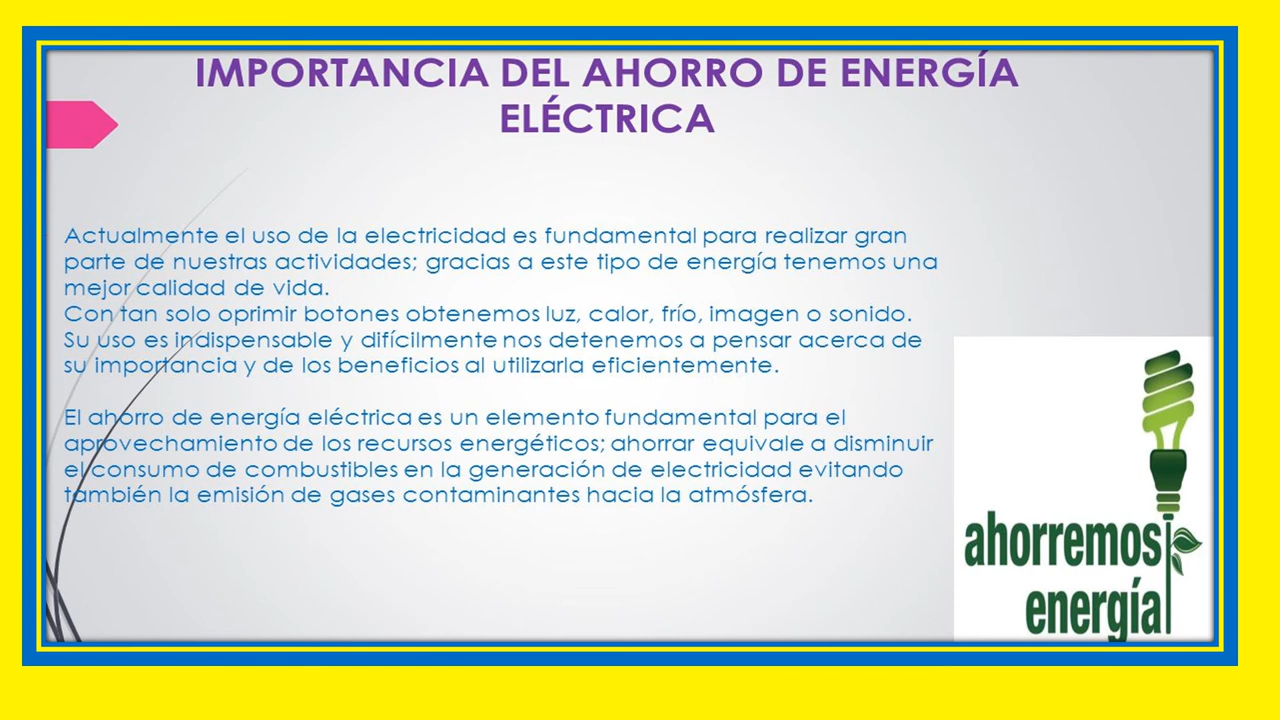 IMPORTANCIA DEL AHORRO DE ENERGÍA
ELÉCTRICA
Actualmente el uso de la electricidad es fundamental para realizar gran
parte de nuestras actividades; gracias a este tipo de energía tenemos una
mejor calidad de vida.
Con tan solo oprimir botones obtenemos luz, calor, frío, imagen o sonido.
Su uso es indispensable y difícilmente nos detenemos a pensar acerca de
su importancia y de los beneficios al utilizarla eficientemente.
El ahorro de energía eléctrica es un elemento fundamental para el
aprovechamiento de los recursos energéticos; ahorrar equivale a disminuir
el consumo de combustibles en la generación de electricidad evitando
también la emisión de gases contaminantes hacia la atmósfera.
ahorremos
energía